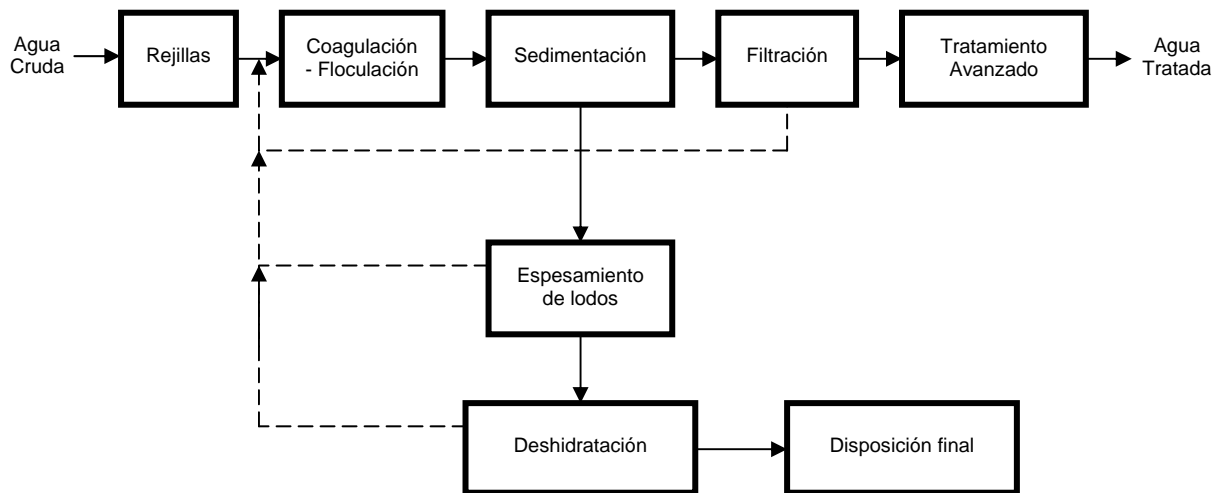 Agua
Cruda
Rejillas
Coagulación
- Floculación
Sedimentación
Filtración
Tratamiento
Avanzado
Agua
Tratada
Espesamiento
de lodos
Deshidratación
Disposición final